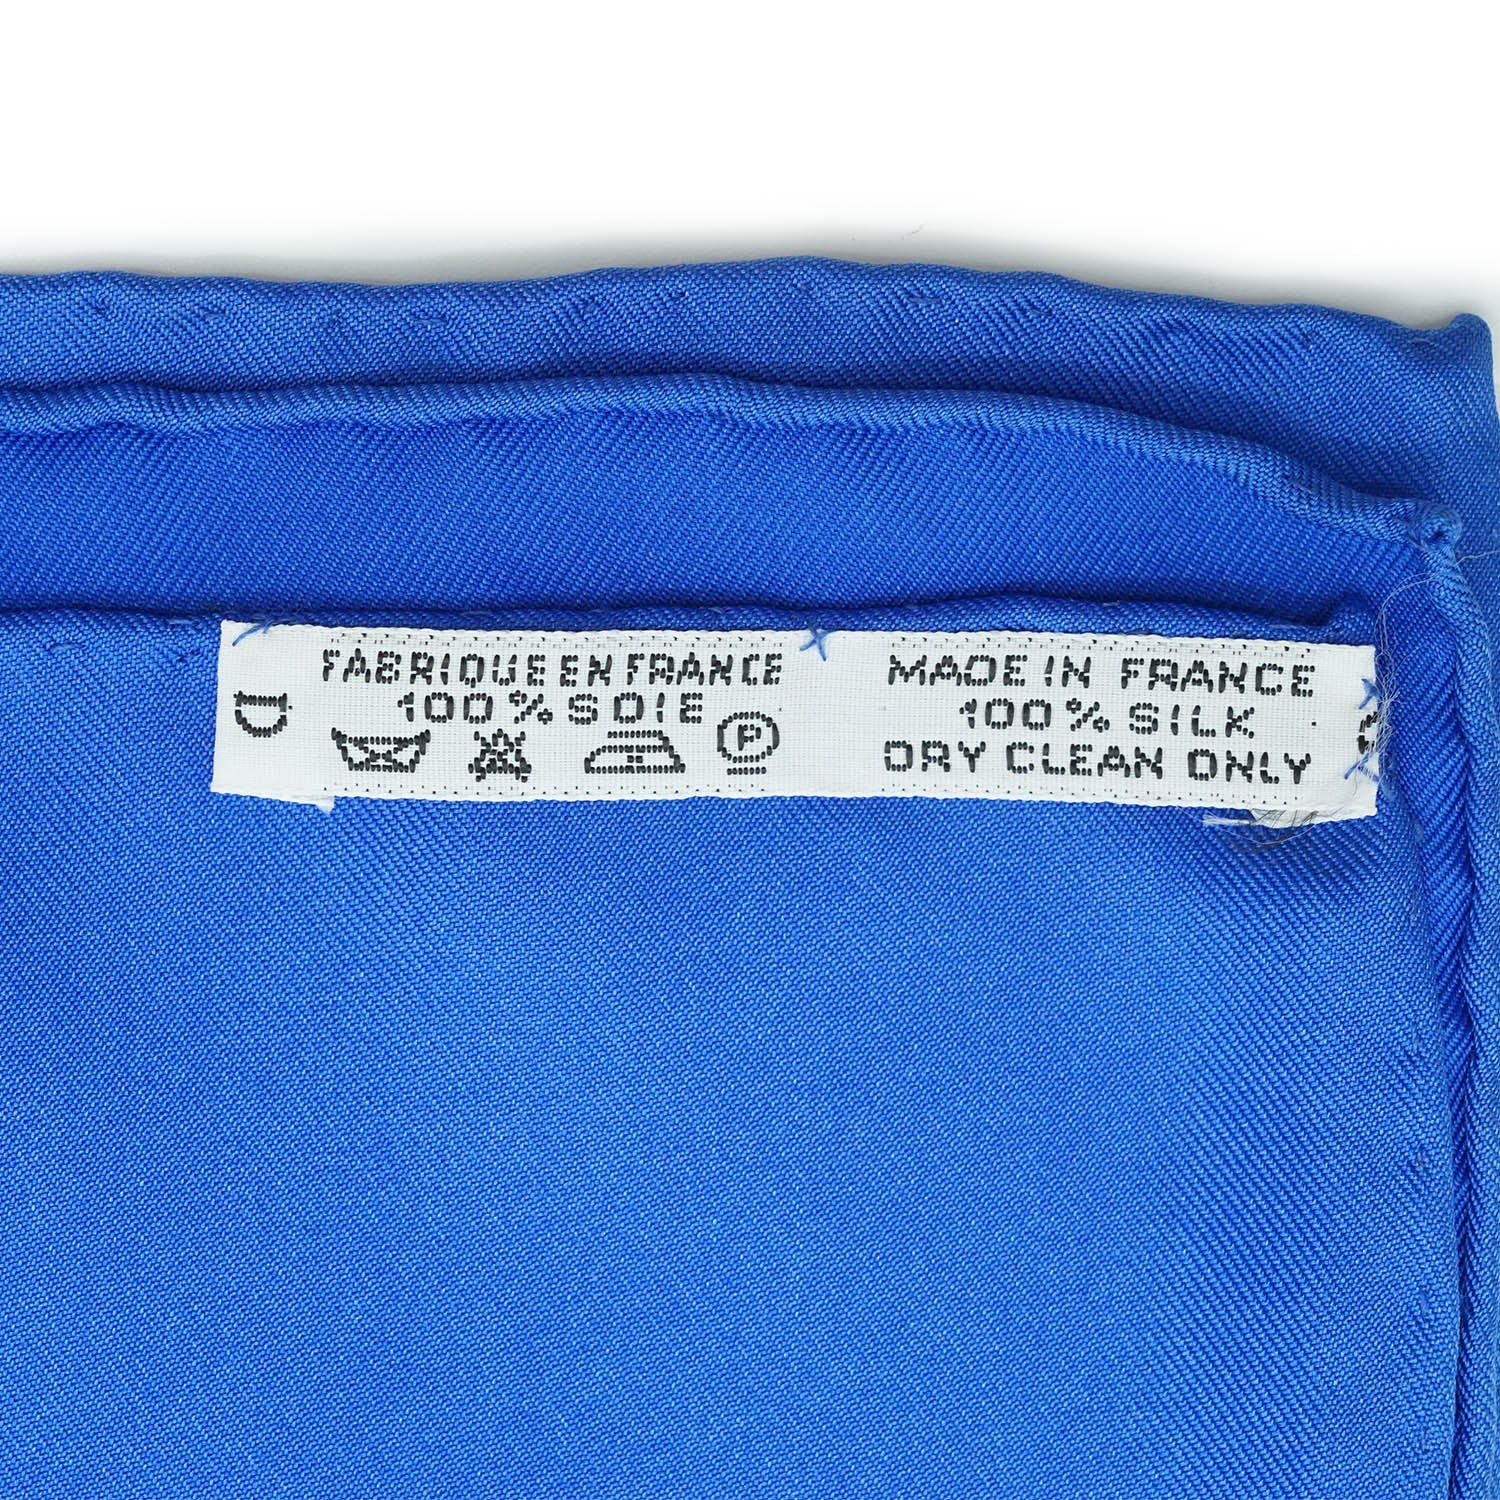 D
FABRIQUE EN FRANCE
100 % SOIE
P
MADE IN FRANCE
100 % SILK
DRY CLEAN ONLY